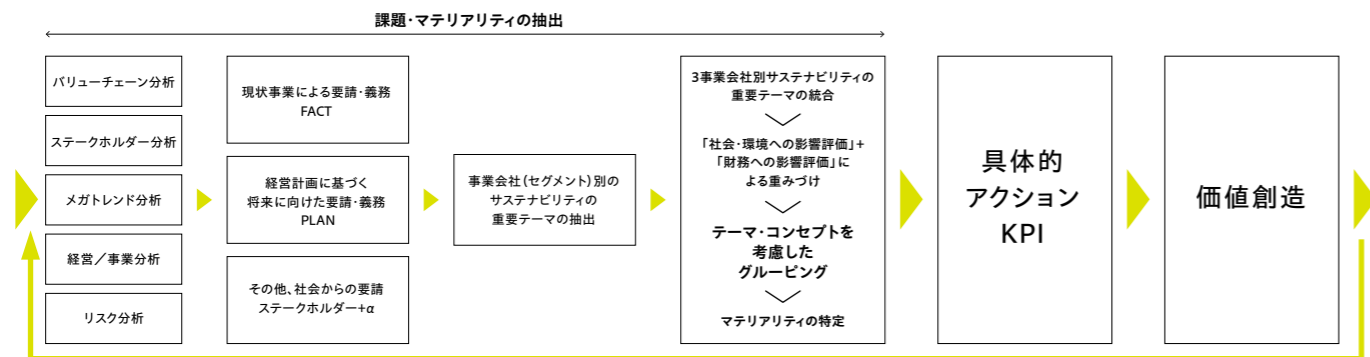 課題・マテリアリティの抽出
バリューチェーン分析
ステークホルダー分析
メガトレンド分析
経営／事業分析
リスク分析
現状事業による要請・義務
FACT
経営計画に基づく
将来に向けた要請・義務
PLAN
その他、社会からの要請
ステークホルダー+α
事業会社（セグメント）別の
サステナビリティの
重要テーマの抽出
3事業会社別サステナビリティの
重要テーマの統合
「社会・環境への影響評価」+
「財務への影響評価」に
よる重みづけ
テーマ・コンセプトを
考慮した
グルーピング
マテリアリティの特定
具体的
アクション
KPI
価値創造